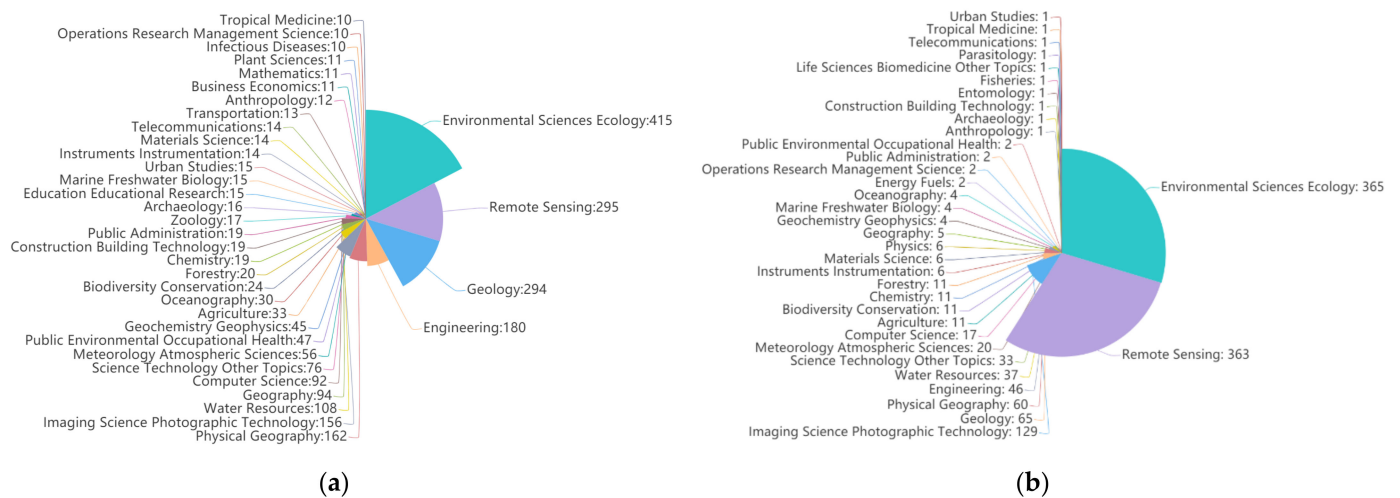 Tropical Medicine:10
Operations Research Management Science:10
Infectious Diseases:10
Plant Sciences:11
Mathematics:11
Business Economics:11
Anthropology:12
Transportation:13
Telecommunications:14
Materials Science:14
Instruments Instrumentation:14
Urban Studies:15
Marine Freshwater Biology:15
Education Educational Research:15
Archaeology:16
Zoology:17
Public Administration:19
Construction Building Technology:19
Chemistry:19
Forestry:20
Biodiversity Conservation:24
Oceanography:30
Agriculture:33
Geochemistry Geophysics:45
Public Environmental Occupational Health:47
Meteorology Atmospheric Sciences:56
Science Technology Other Topics:76
Computer Science:92
Geography:94
Water Resources:108
Imaging Science Photographic Technology:156
Physical Geography:162
Environmental Sciences Ecology:415
Remote Sensing:295
Geology:294
Engineering:180
(a)
Urban Studies: 1
Tropical Medicine: 1
Telecommunications: 1
Parasitology: 1
Life Sciences Biomedicine Other Topics: 1
Fisheries: 1
Entomology: 1
Construction Building Technology: 1
Archaeology: 1
Anthropology: 1
Public Environmental Occupational Health: 2
Public Administration: 2
Operations Research Management Science: 2
Energy Fuels: 2
Oceanography: 4
Marine Freshwater Biology: 4
Geochemistry Geophysics: 4
Geography: 5
Physics: 6
Materials Science: 6
Instruments Instrumentation: 6
Forestry: 11
Chemistry: 11
Biodiversity Conservation: 11
Agriculture: 11
Computer Science: 17
Meteorology Atmospheric Sciences: 20
Science Technology Other Topics: 33
Water Resources: 37
Engineering: 46
Physical Geography: 60
Geology: 65
Imaging Science Photographic Technology: 129
Environmental Sciences Ecology: 365
Remote Sensing: 363
(b)